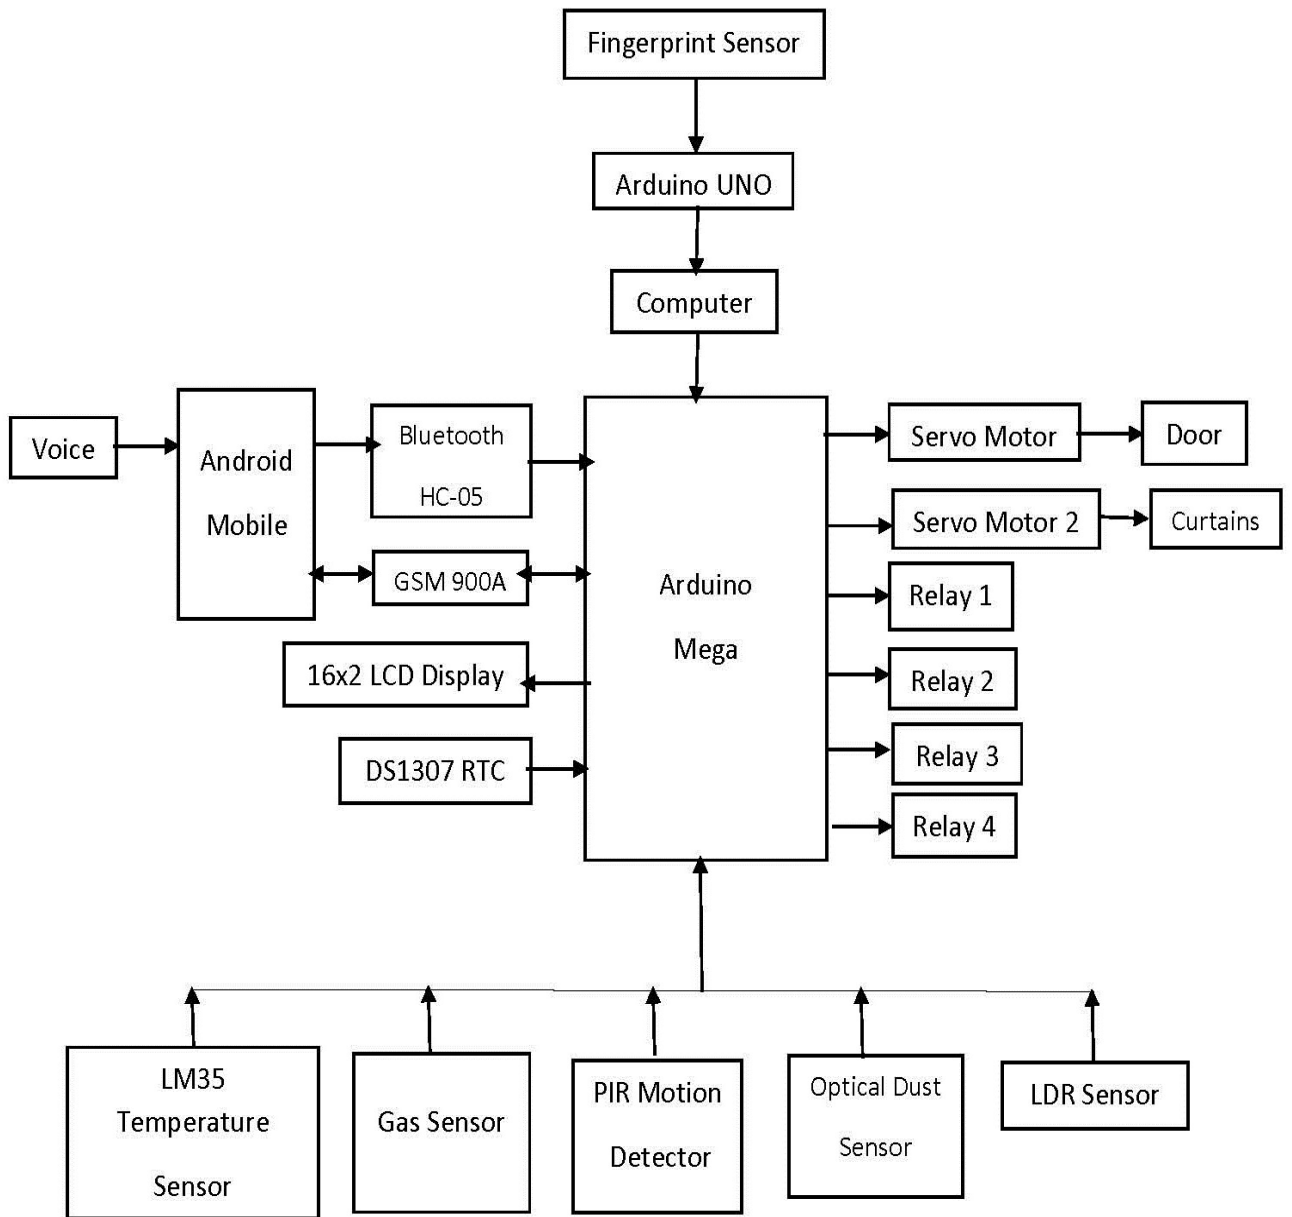 Fingerprint Sensor
Arduino UNO
Computer
Voice
Android
Mobile
Bluetooth
HC-05
GSM 900A
16x2 LCD Display
DS1307 RTC
Arduino
Mega
Servo Motor
Door
Servo Motor 2
Curtains
Relay 1
Relay 2
Relay 3
Relay 4
LM35
Temperature
Sensor
Gas Sensor
PIR Motion
Detector
Optical Dust
Sensor
LDR Sensor